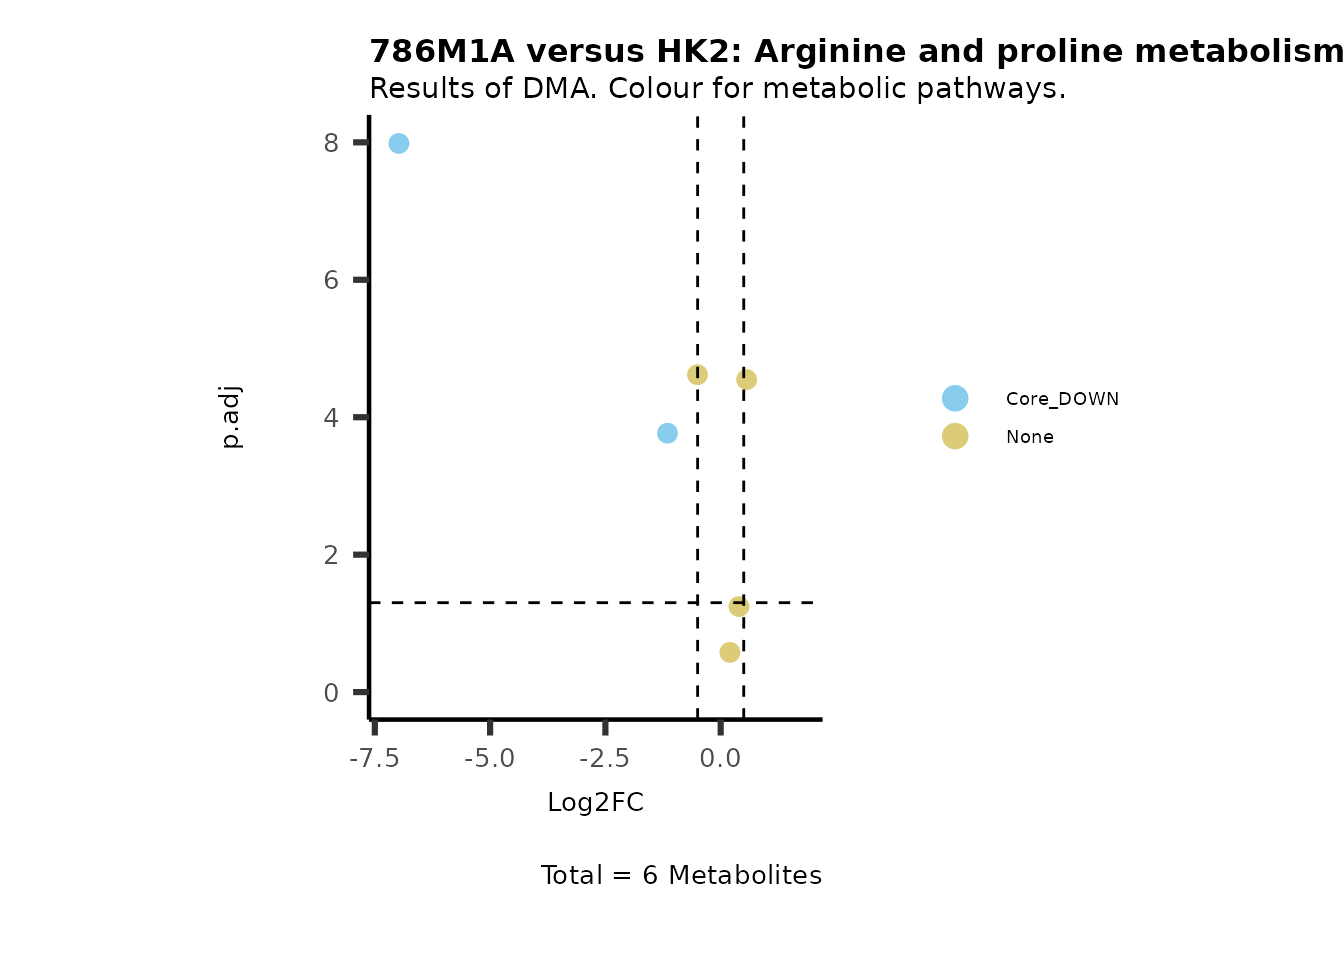 786M1A versus HK2: Arginine and proline metabolism
Results of DMA. Colour for metabolic pathways.
8
6
4
2
0
p.adj
Core_DOWN
None
-7.5 -5.0 -2.5 0.0
Log2FC
Total = 6 Metabolites